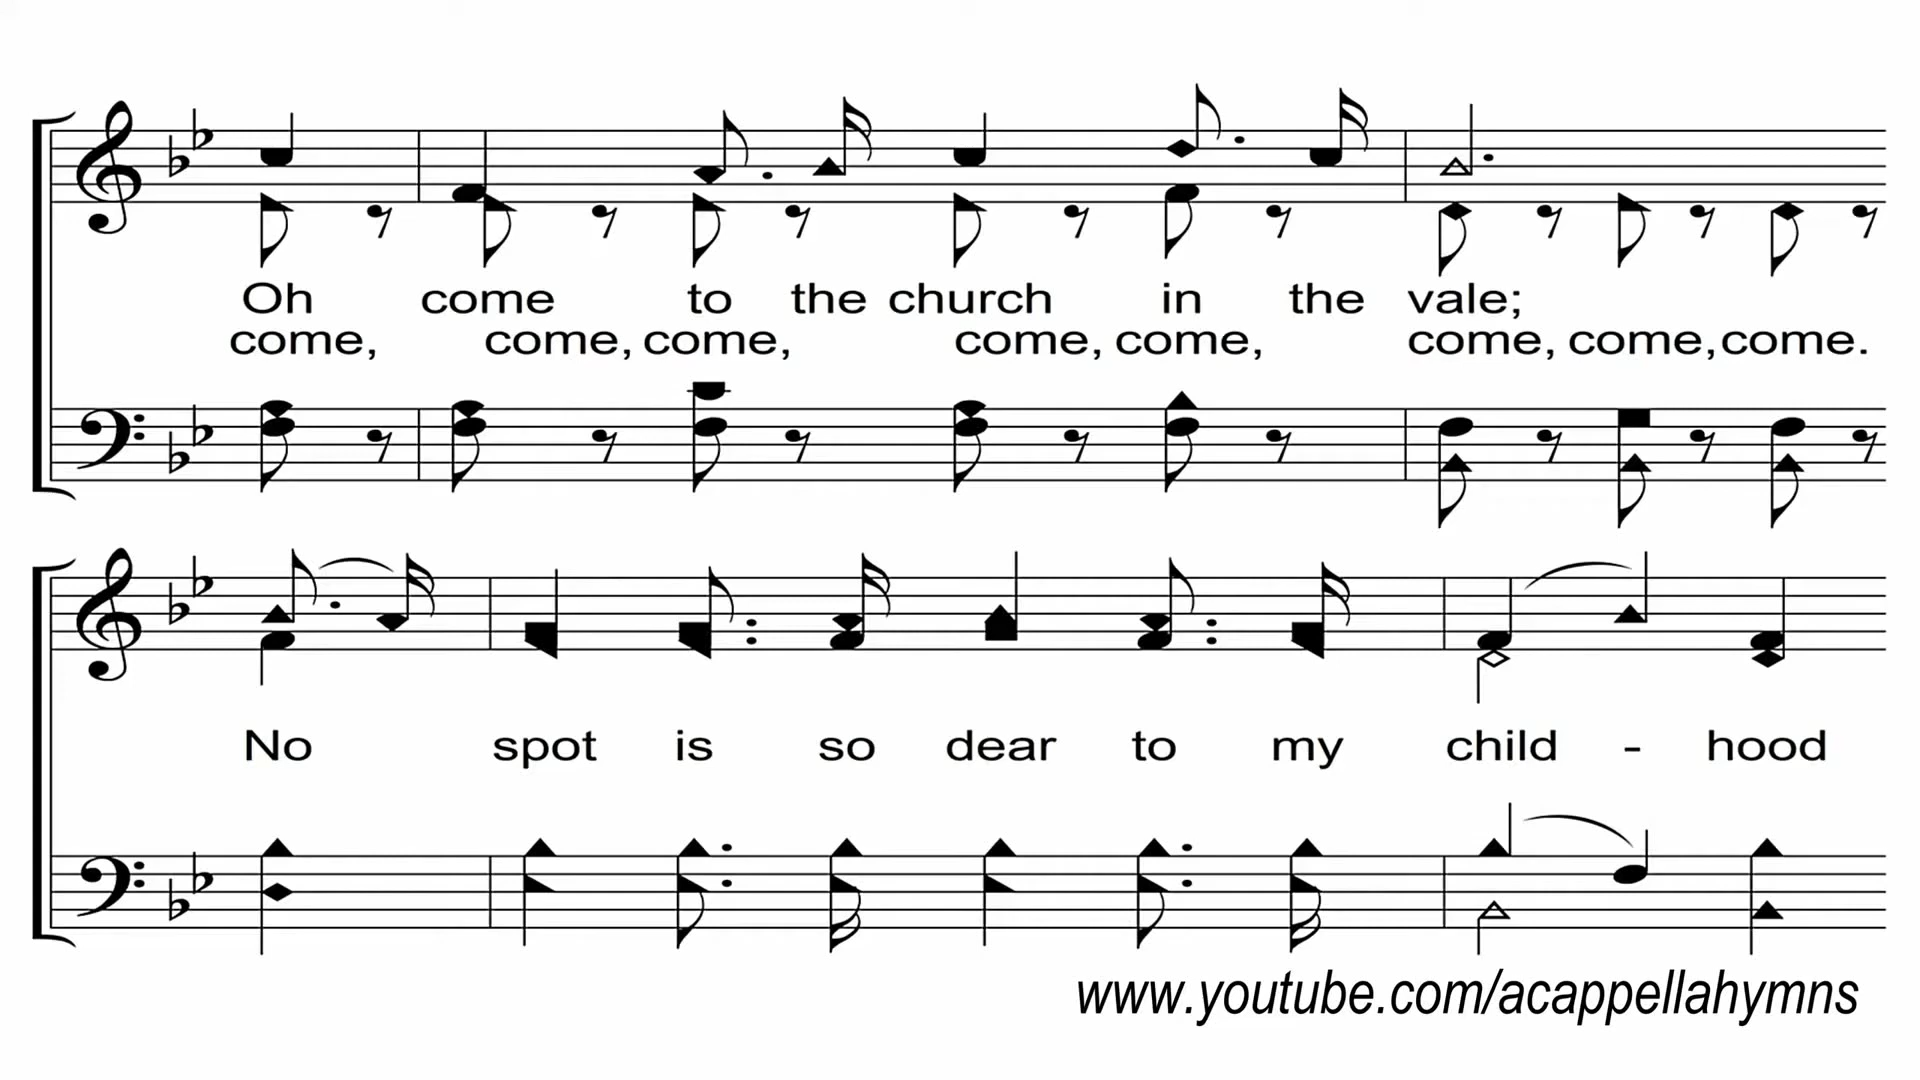 Oh come to the church in the vale;
come, come, come, come, come, come, come, come.
No spot is so dear to my child - hood
www.youtube.com/acappellahymns